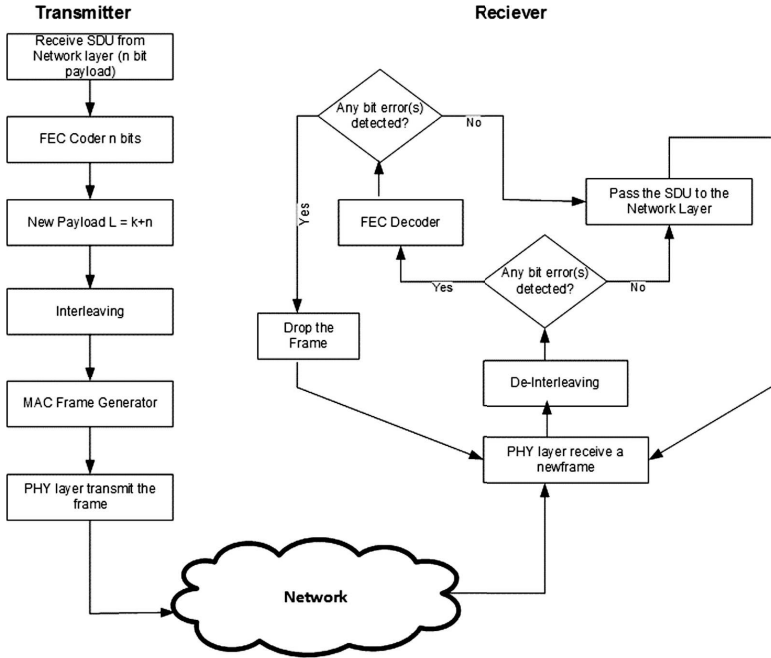 Transmitter
Receive SDU from
Network layer (n bit
payload)
FEC Coder n bits
New Payload L = k+n
Interleaving
MAC Frame Generator
PHY layer transmit the
frame
Network
Reciever
Any bit error(s)
detected?
No
Yes
Pass the SDU to the
Network Layer
FEC Decoder
Any bit error(s)
detected?
Yes
No
Drop the
Frame
De-Interleaving
PHY layer receive a
newframe